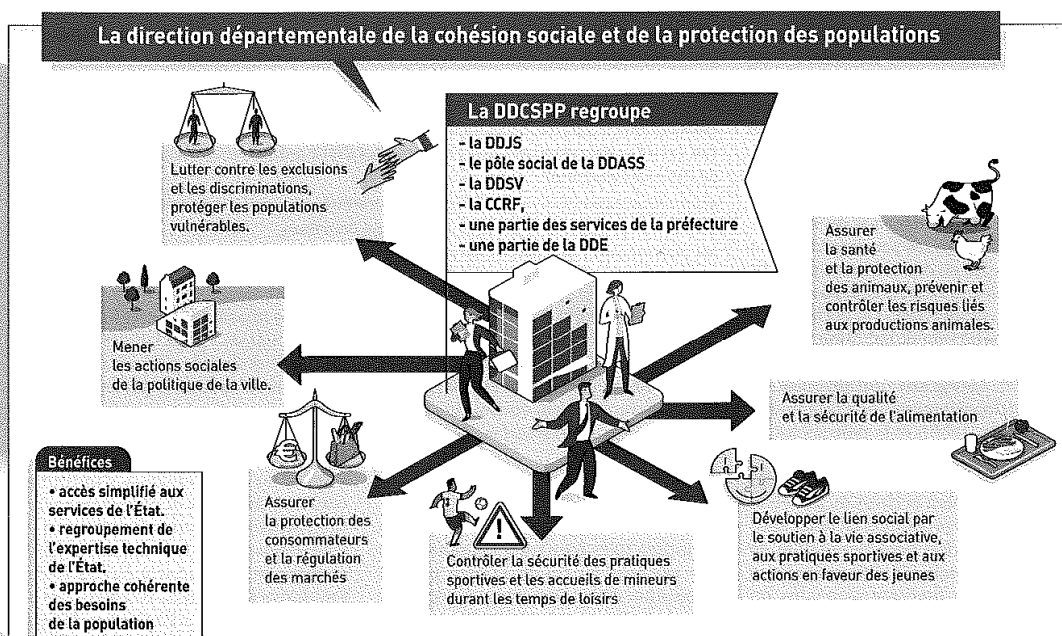 La direction départementale de la cohésion sociale et de la protection des populations
La DDCSPP regroupe
- la DDJS
- le pôle social de la DDASS
- la DDSV
- la CCRF,
- une partie des services de la préfecture
- une partie de la DDE
Lutter contre les exclusions
et les discriminations,
protéger les populations
vulnérables.
Assurer
la santé
et la protection
des animaux, prévenir et
contrôler les risques liés
aux productions animales.
Mener
les actions sociales
de la politique de la ville.
Assurer la qualité
et la sécurité de l'alimentation
Bénéfices
• accès simplifié aux
services de l'État.
• regroupement de
l'expertise technique
de l'État.
• approche cohérente
des besoins
de la population
Assurer
la protection des
consommateurs
et la régulation
des marchés
Contrôler la sécurité des pratiques
sportives et les accueils de mineurs
durant les temps de loisirs
Développer le lien social par
le soutien à la vie associative,
aux pratiques sportives et aux
actions en faveur des jeunes